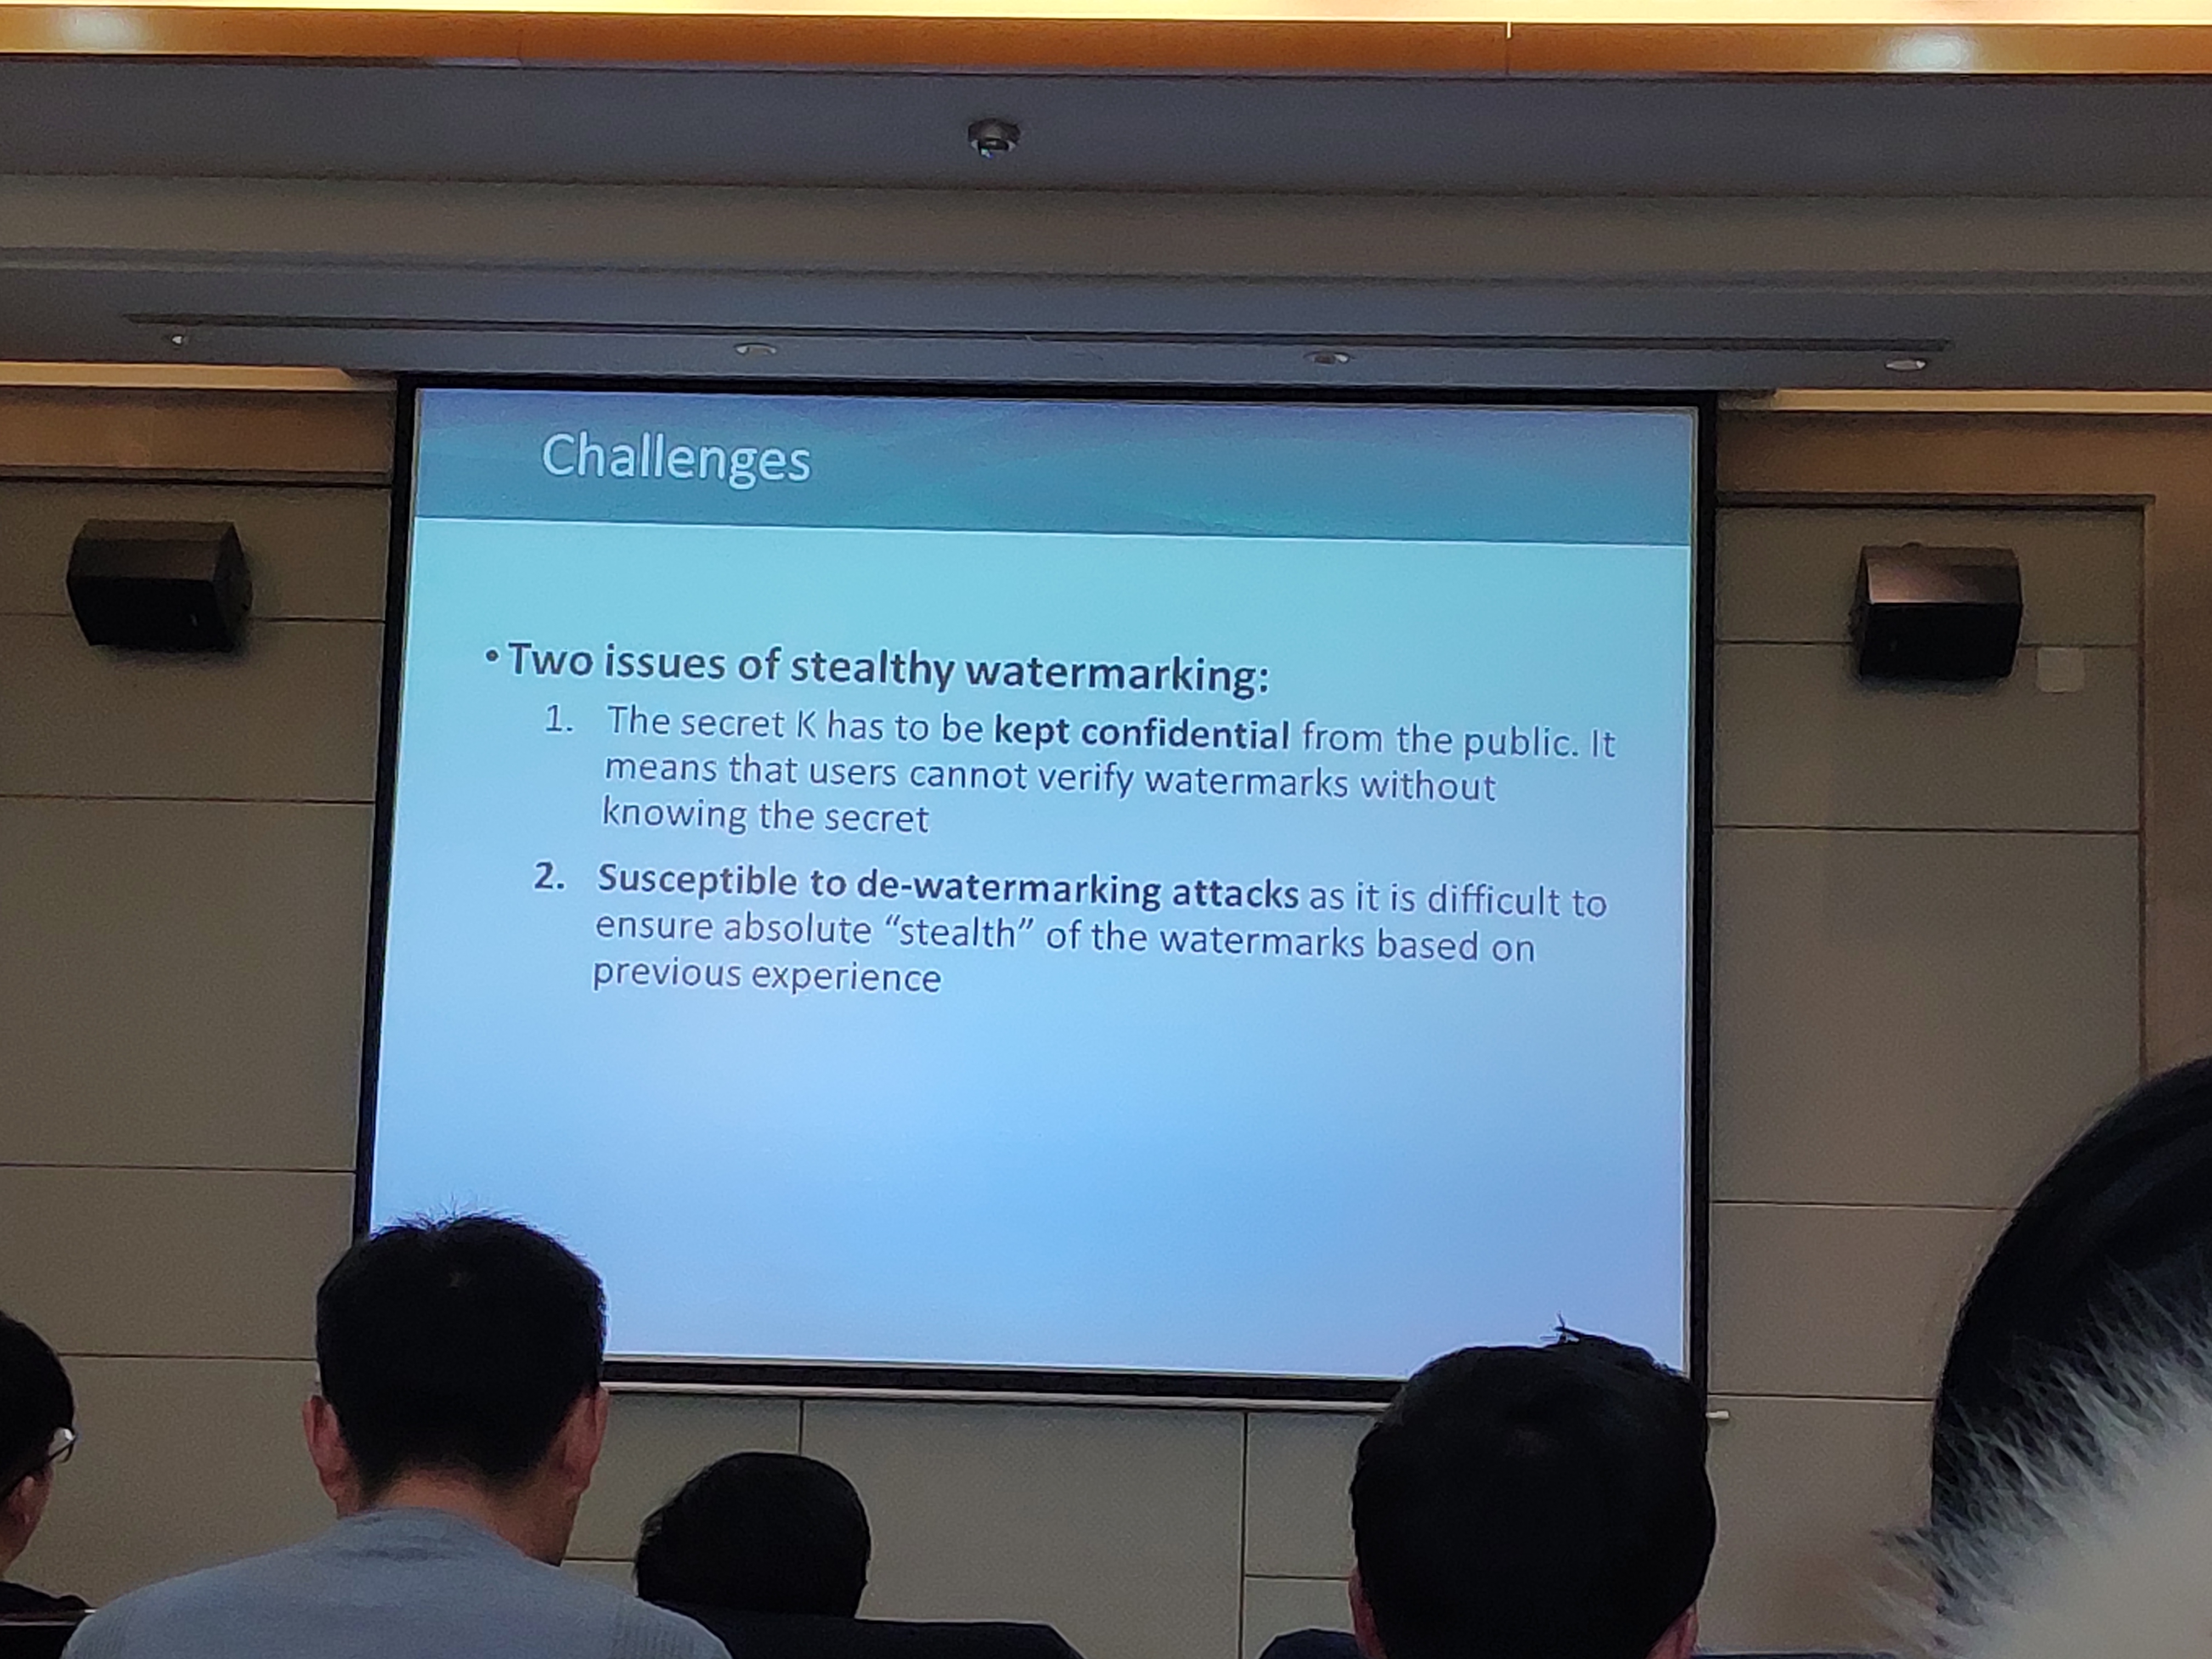 Challenges
• Two issues of stealthy watermarking:
1. The secret K has to be kept confidential from the public. It
means that users cannot verify watermarks without
knowing the secret
2. Susceptible to de-watermarking attacks as it is difficult to
ensure absolute “stealth” of the watermarks based on
previous experience